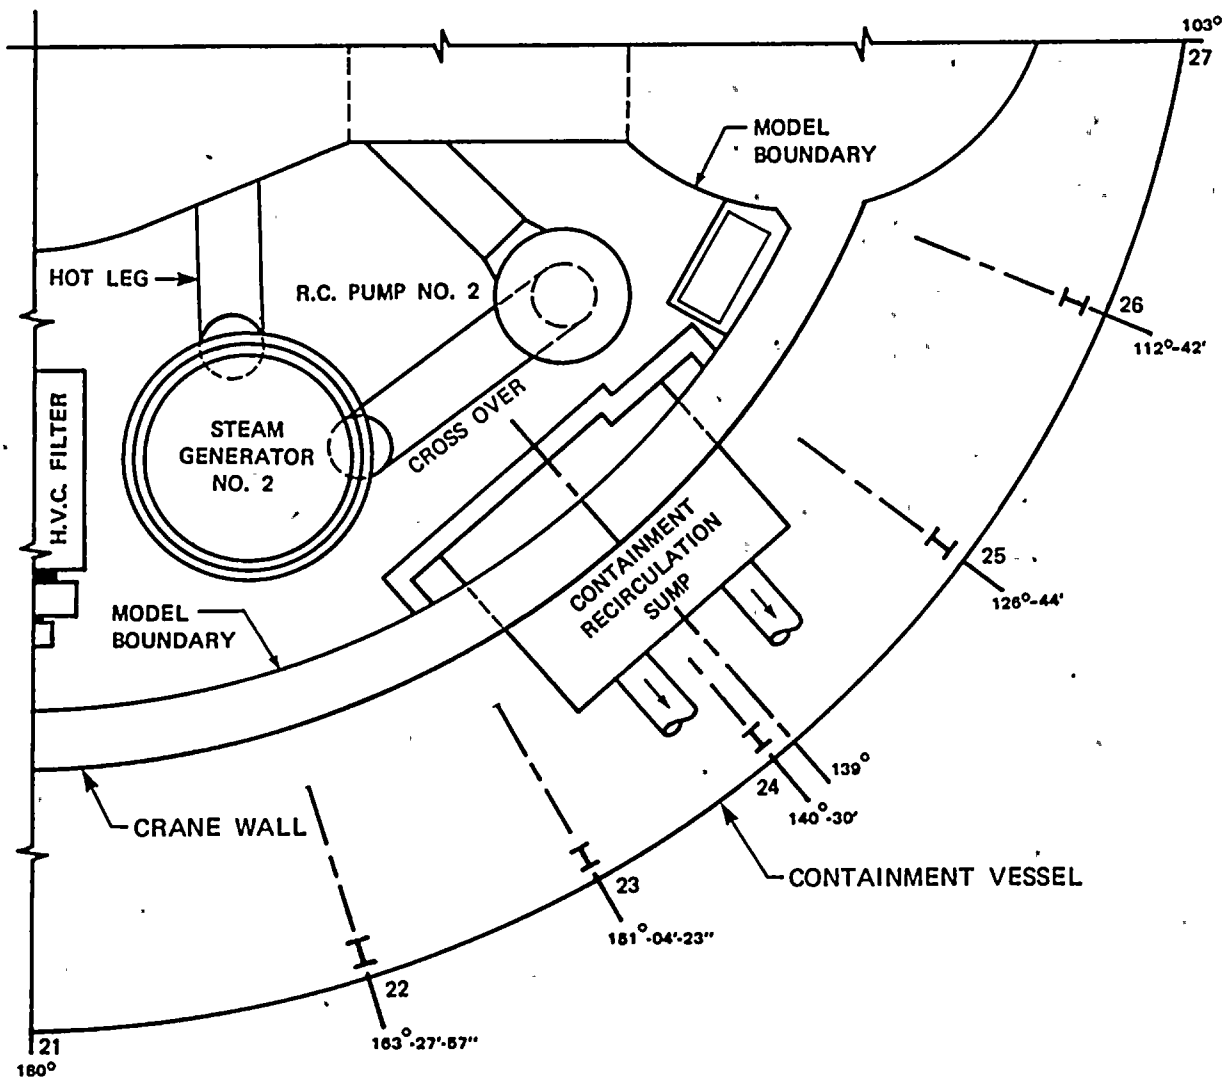 103°
27
MODEL
BOUNDARY
HOT LEG
R.C. PUMP NO. 2
26
112°-42'
H.V.C. FILTER
STEAM
GENERATOR
NO. 2
CROSS OVER
CONTAINMENT
RECIRCULATION
SUMP
25
126°-44'
MODEL
BOUNDARY
139°
24
140°-30'
CRANE WALL
CONTAINMENT VESSEL
23
151°-04'-23"
22
163°-27'-57"
21
180°